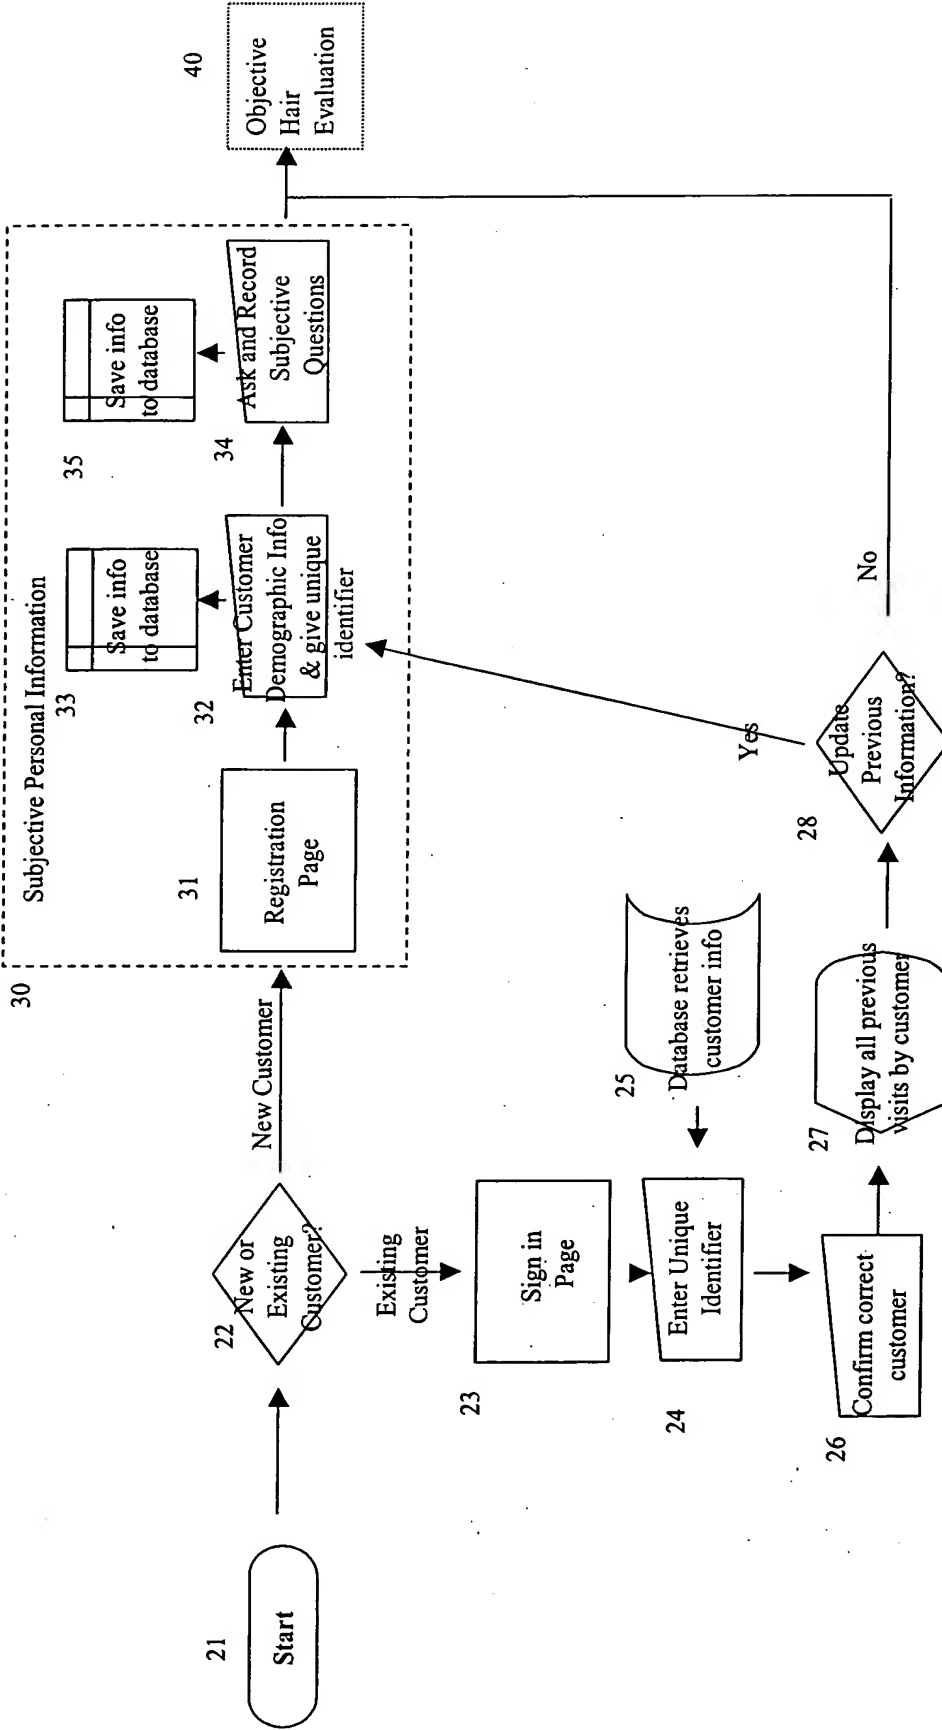 21
Start
22
New or
Existing
Customer?
New Customer
Existing
Customer
30
Subjective Personal Information
31
Registration
Page
32
Enter Customer
Demographic Info
& give unique
identifier
33
Save info
to database
34
Ask and Record
Subjective
Questions
35
Save info
to database
40
Objective
Hair
Evaluation
23
Sign in
Page
24
Enter Unique
Identifier
25
Database retrieves
customer info
26
Confirm correct
customer
27
Display all previous
visits by customer
28
Update
Previous
Information?
Yes
No